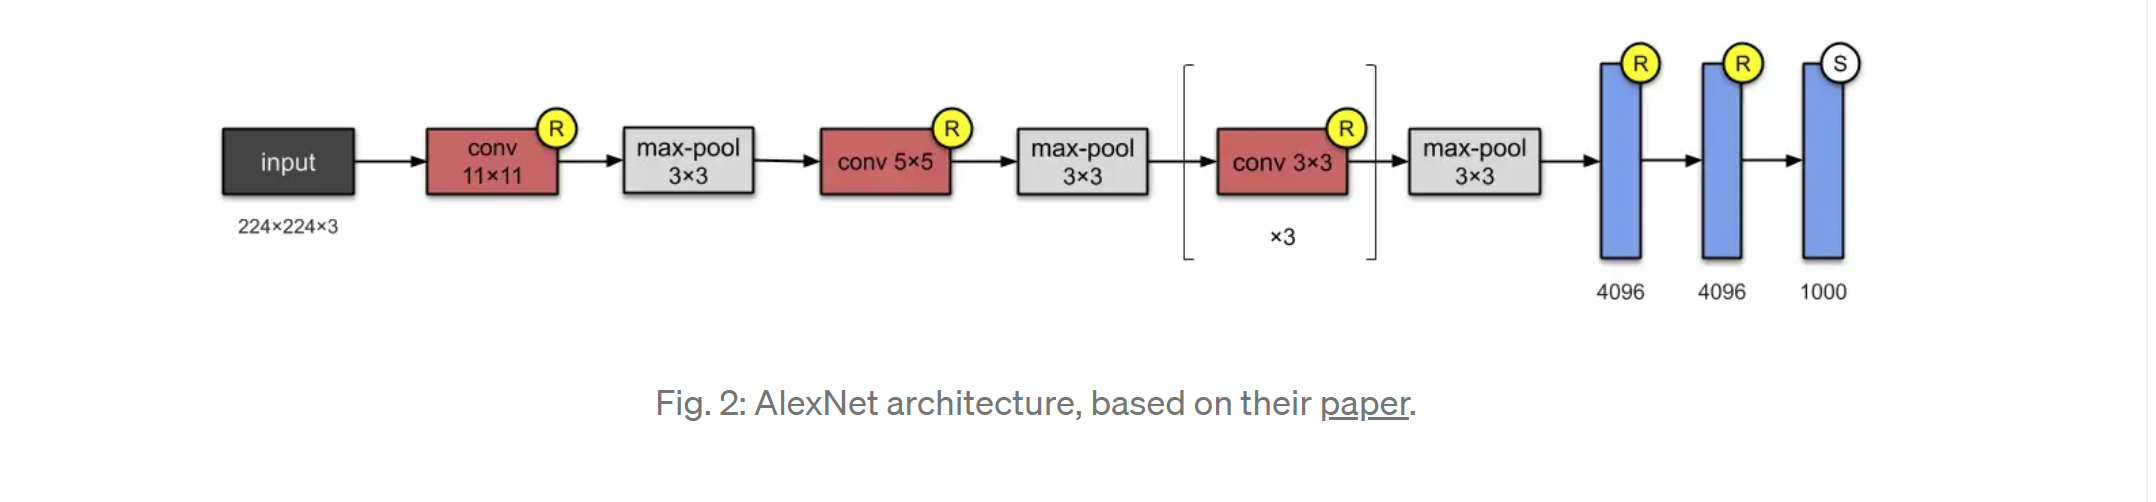 input
224×224×3
conv
11×11
R
max-pool
3×3
conv 5×5
R
max-pool
3×3
conv 3×3
R
×3
max-pool
3×3
R
4096
R
4096
S
1000
Fig. 2: AlexNet architecture, based on their paper.